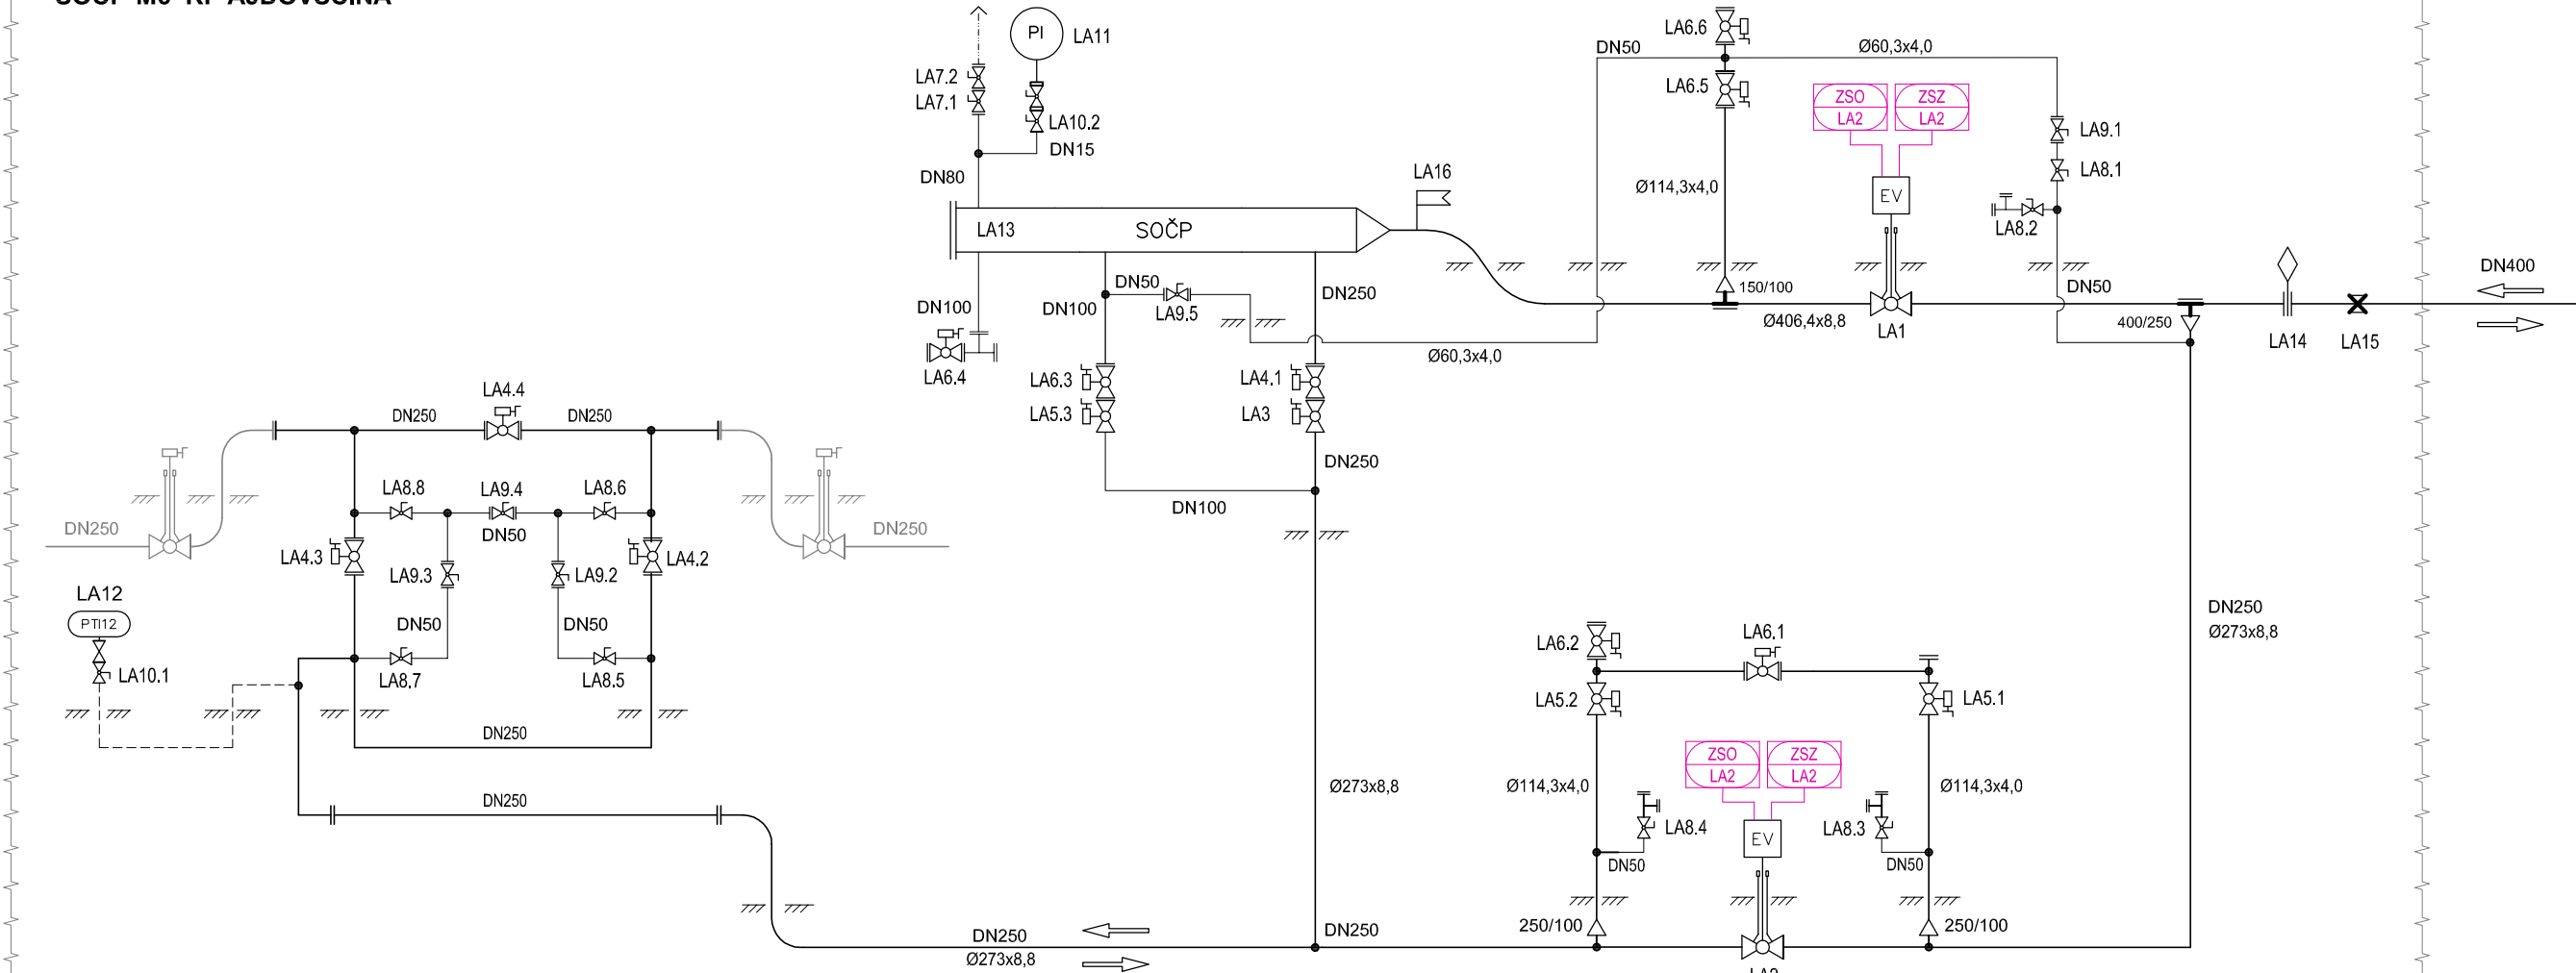 PI
LA11
LA7.2
LA7.1
LA10.2
DN15
DN80
LA13
SOČP
LA16
DN100
LA6.4
DN50
LA9.5
DN100
DN250
LA6.3
LA5.3
LA4.1
LA3
DN250
DN100
Ø60,3x4,0
DN50
LA6.6
LA6.5
Ø60,3x4,0
Ø114,3x4,0
ZSO
LA2
ZSZ
LA2
EV
LA9.1
LA8.1
LA8.2
150/100
Ø406,4x8,8
LA1
DN50
400/250
LA14
LA15
DN400
LA4.4
DN250
DN250
DN250
DN250
LA8.8
LA9.4
LA8.6
DN50
LA4.3
LA9.3
LA9.2
LA4.2
LA12
PTI12
LA10.1
DN50
DN50
LA8.7
LA8.5
DN250
DN250
DN250
Ø273x8,8
Ø273x8,8
DN250
DN250
Ø273x8,8
LA6.2
LA6.1
LA5.2
LA5.1
ZSO
LA2
ZSZ
LA2
EV
Ø114,3x4,0
Ø114,3x4,0
LA8.4
LA8.3
DN50
DN50
250/100
250/100